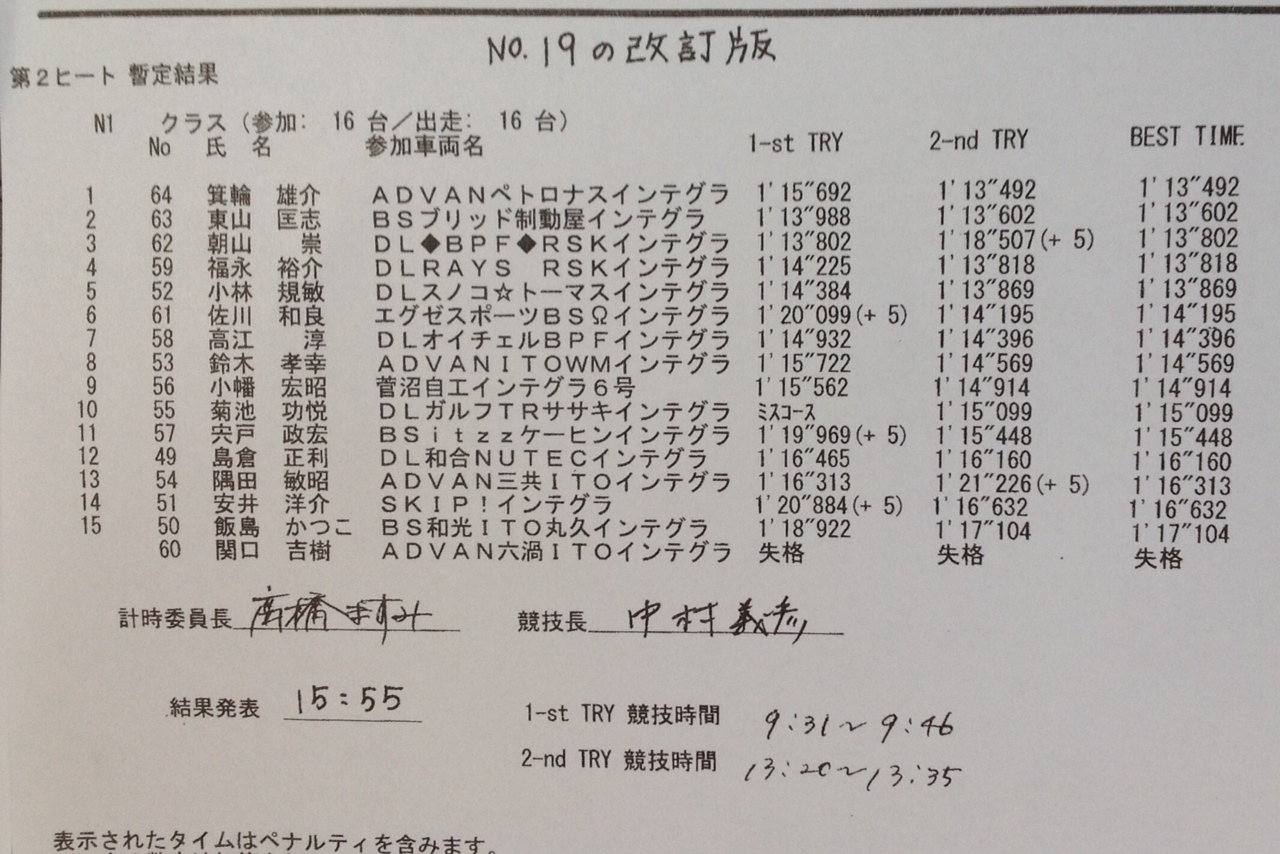 NO.19の改訂版
第2ヒート 暫定結果
N1 クラス (参加: 16 台/出走: 16 台)
No 氏 名 参加車両名 1-st TRY 2-nd TRY BEST TIME
1 64 箕輪 雄介 ADVANペトロナスインテグラ 1'15"692 1'13"492 1'13"492
2 63 東山 匡志 BSブリッド制動屋インテグラ 1'13"988 1'13"602 1'13"602
3 62 朝山 崇 DL◆BPF◆RSKインテグラ 1'13"802 1'18"507(+ 5) 1'13"802
4 59 福永 裕介 DLRAYS RSKインテグラ 1'14"225 1'13"818 1'13"818
5 52 小林 規敏 DLスノコ☆トーマスインテグラ 1'14"384 1'13"869 1'13"869
6 61 佐川 和良 エグゼスポーツBSΩインテグラ 1'20"099(+ 5) 1'14"195 1'14"195
7 58 高江 淳 DLオイチェルBPFインテグラ 1'14"932 1'14"396 1'14"396
8 53 鈴木 孝幸 ADVANITOWMインテグラ 1'15"722 1'14"569 1'14"569
9 56 小幡 宏昭 菅沼自工インテグラ6号 1'15"562 1'14"914 1'14"914
10 55 菊池 功悦 DLガルフTRササキインテグラ ミスコース 1'15"099 1'15"099
11 57 宍戸 政宏 BSitzzケーヒンインテグラ 1'19"969(+ 5) 1'15"448 1'15"448
12 49 島倉 正利 DL和合NUTECインテグラ 1'16"465 1'16"160 1'16"160
13 54 隅田 敏昭 ADVAN三共ITOインテグラ 1'16"313 1'21"226(+ 5) 1'16"313
14 51 安井 洋介 SKIP!インテグラ 1'20"884(+ 5) 1'16"632 1'16"632
15 50 飯島 かつこ BS和光ITO丸久インテグラ 1'18"922 1'17"104 1'17"104
60 関口 吉樹 ADVAN六渦ITOインテグラ 失格 失格 失格
計時委員長 高橋ますみ 競技長 中村義彦
結果発表 15:55 1-st TRY 競技時間 9:31~9:46
2-nd TRY 競技時間 13:20~13:35
表示されたタイムはペナルティを含みます。